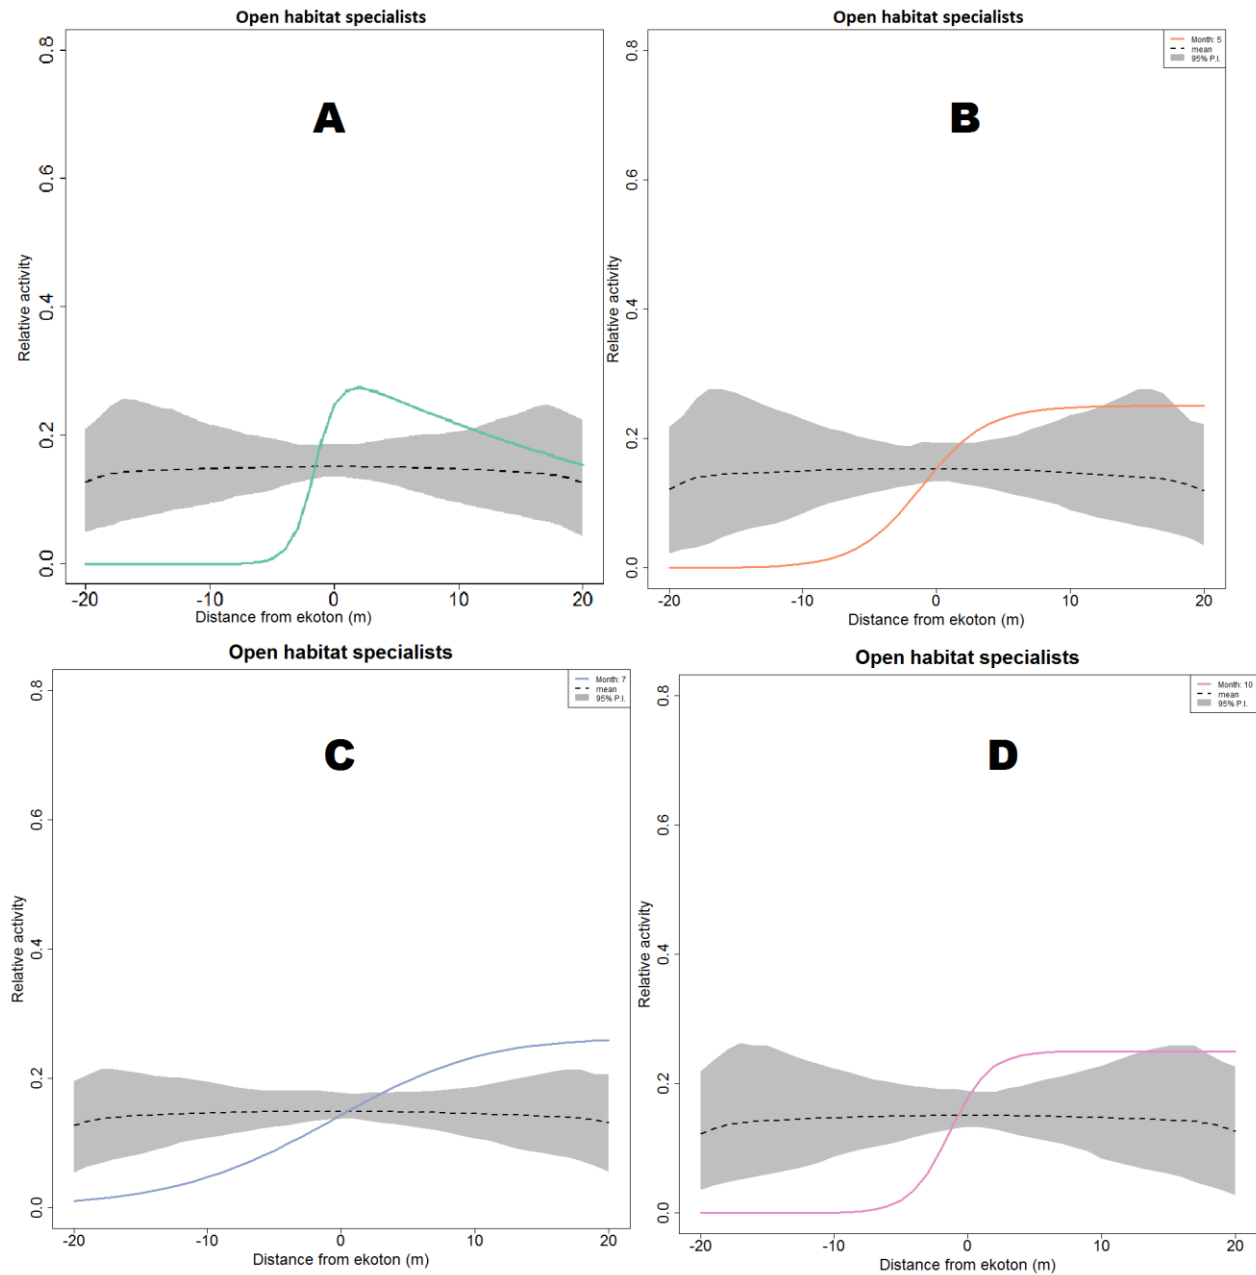 Open habitat specialists
A
0.8
0.6
0.4
0.2
0.0
Relative activity
-20 -10 0 10 20
Distance from ekoton (m)
Open habitat specialists
B
Month: 5
mean
95% P.I.
0.8
0.6
0.4
0.2
0.0
Relative activity
-20 -10 0 10 20
Distance from ekoton (m)
Open habitat specialists
C
Month: 7
mean
95% P.I.
0.8
0.6
0.4
0.2
0.0
Relative activity
-20 -10 0 10 20
Distance from ekoton (m)
Open habitat specialists
D
Month: 10
mean
95% P.I.
0.8
0.6
0.4
0.2
0.0
Relative activity
-20 -10 0 10 20
Distance from ekoton (m)